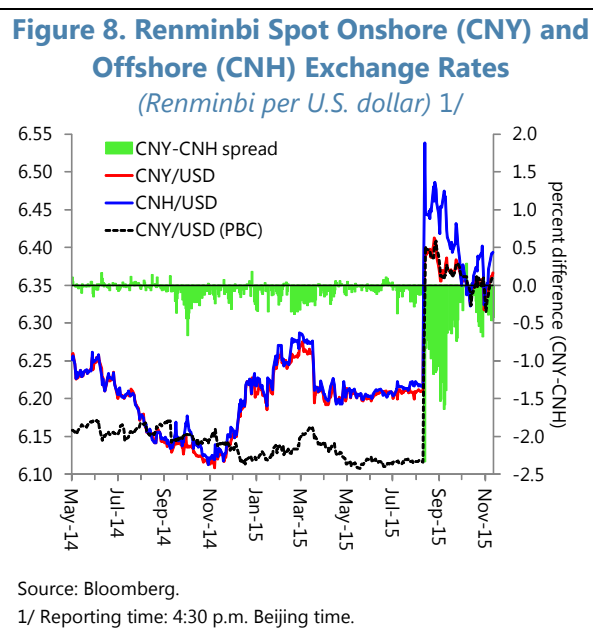 Figure 8. Renminbi Spot Onshore (CNY) and
Offshore (CNH) Exchange Rates
(Renminbi per U.S. dollar) 1/
6.55
6.50
6.45
6.40
6.35
6.30
6.25
6.20
6.15
6.10
CNY-CNH spread
CNY/USD
CNH/USD
CNY/USD (PBC)
2.0
1.5
1.0
0.5
0.0
-0.5
-1.0
-1.5
-2.0
-2.5
percent difference (CNY-CNH)
May-14
Jul-14
Sep-14
Nov-14
Jan-15
Mar-15
May-15
Jul-15
Sep-15
Nov-15
Source: Bloomberg.
1/ Reporting time: 4:30 p.m. Beijing time.